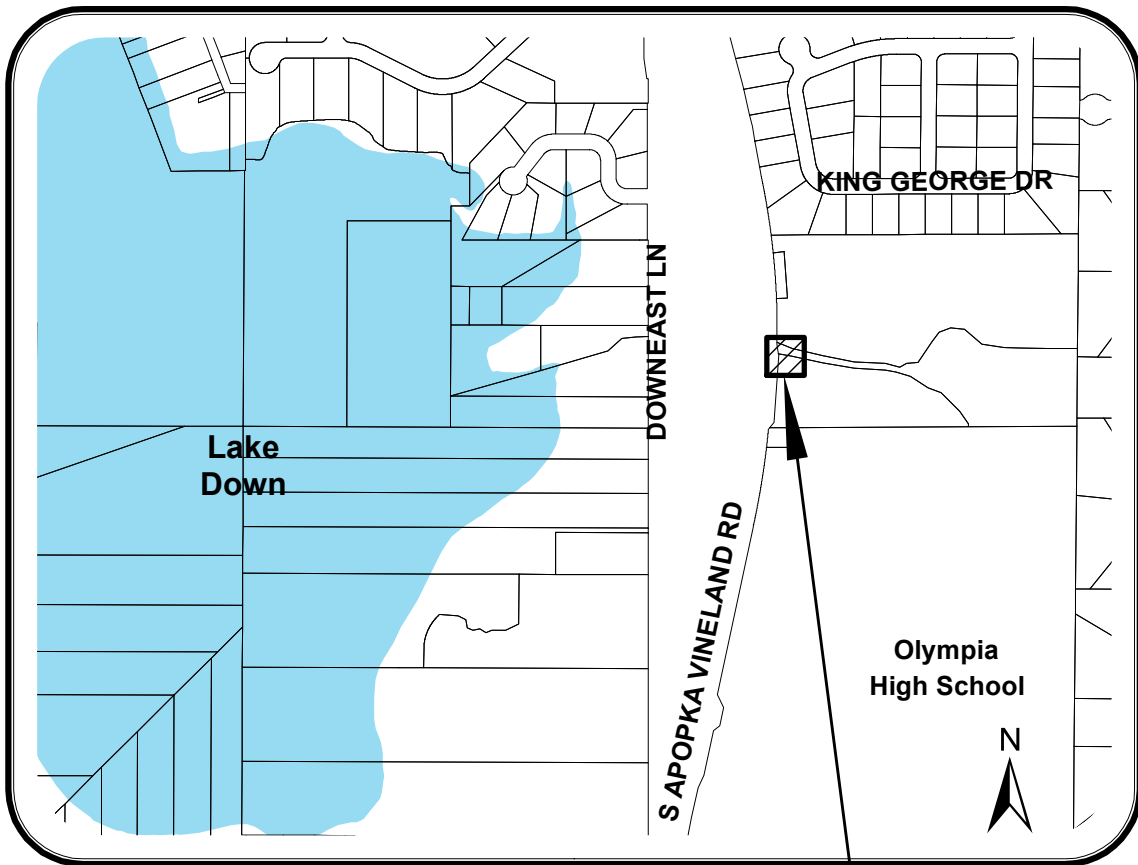 KING GEORGE DR
DOWNEAST LN
Lake
Down
S APOPKA VINELAND RD
Olympia
High School
N